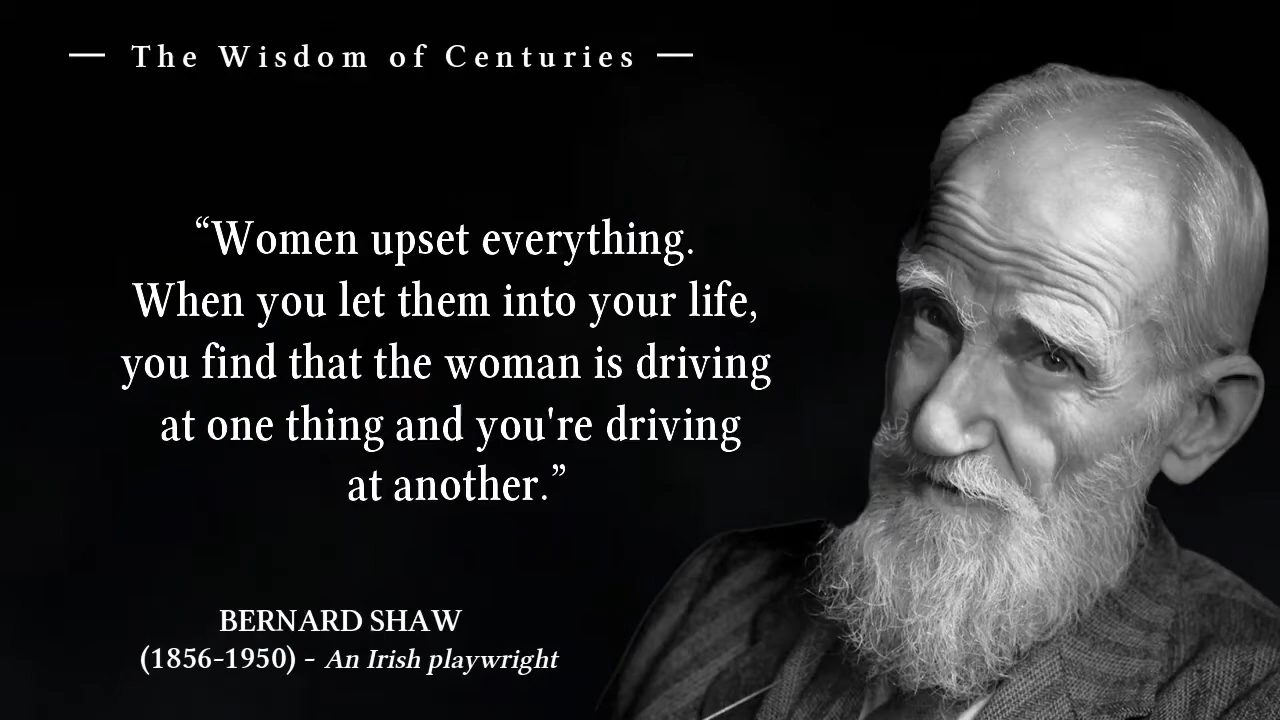 — The Wisdom of Centuries —
“Women upset everything.
When you let them into your life,
you find that the woman is driving
at one thing and you're driving
at another.”
BERNARD SHAW
(1856-1950) - An Irish playwright